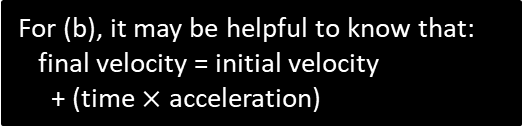 For (b), it may be helpful to know that:
final velocity = initial velocity
+ (time × acceleration)